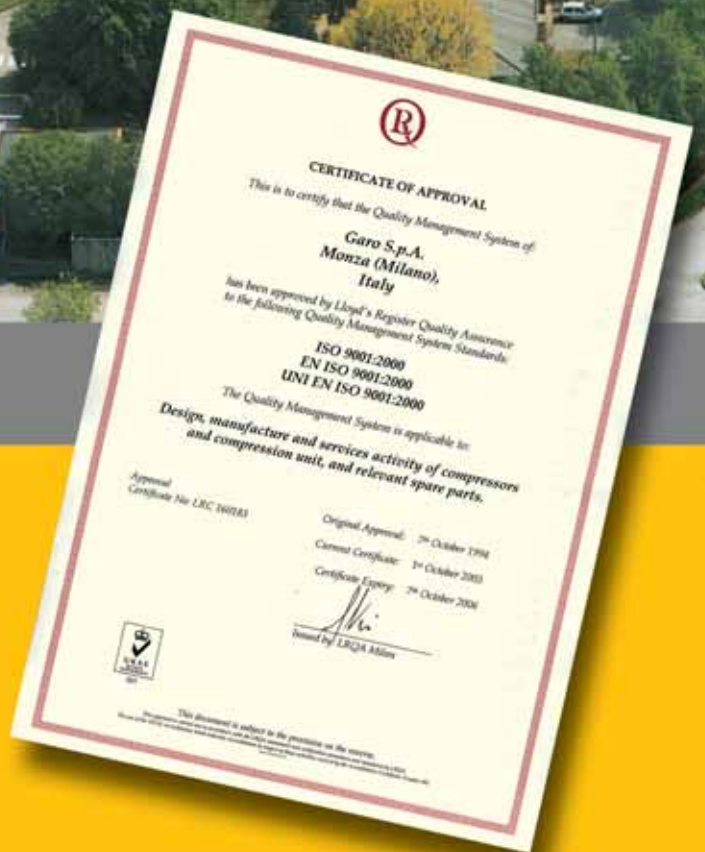 RQ
CERTIFICATE OF APPROVAL
This is to certify that the Quality Management System of:
Garo S.p.A.
Monza (Milano),
Italy
has been approved by Lloyd's Register Quality Assurance
to the following Quality Management System Standards:
ISO 9001:2000
EN ISO 9001:2000
UNI EN ISO 9001:2000
The Quality Management System is applicable to:
Design, manufacture and services activity of compressors
and compression unit, and relevant spare parts.
Approval
Certificate No: LRC 160183
Original Approval: 7th October 1994
Current Certificate: 1st October 2003
Certificate Expiry: 7th October 2006
Issued by: LRQA Milan
UKAS
This document is subject to the provision on the reverse